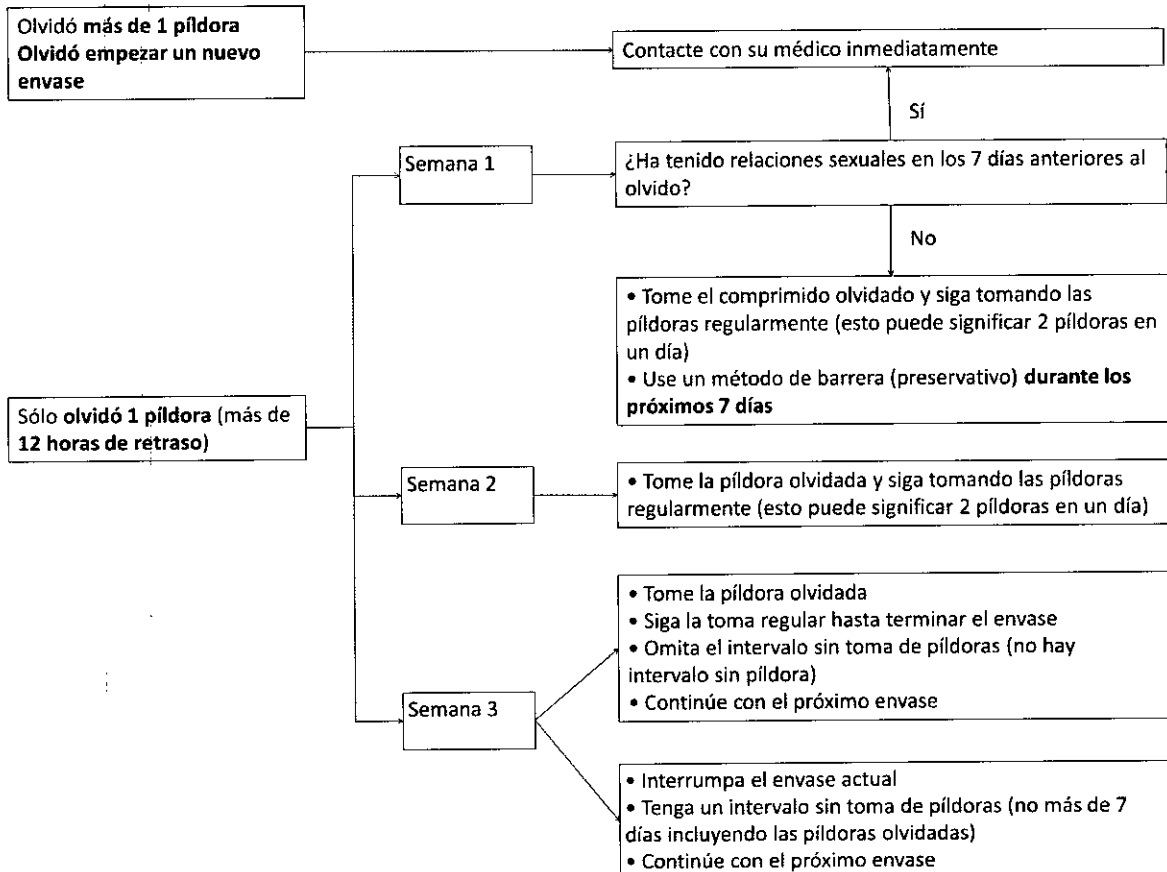 Olvidó más de 1 píldora
Olvidó empezar un nuevo
envase
Contacte con su médico inmediatamente
Sí
Semana 1
¿Ha tenido relaciones sexuales en los 7 días anteriores al
olvido?
No
• Tome el comprimido olvidado y siga tomando las
píldoras regularmente (esto puede significar 2 píldoras en
un día)
• Use un método de barrera (preservativo) durante los
próximos 7 días
Sólo olvidó 1 píldora (más de
12 horas de retraso)
Semana 2
• Tome la píldora olvidada y siga tomando las píldoras
regularmente (esto puede significar 2 píldoras en un día)
Semana 3
• Tome la píldora olvidada
• Siga la toma regular hasta terminar el envase
• Omita el intervalo sin toma de píldoras (no hay
intervalo sin píldora)
• Continúe con el próximo envase
• Interrumpa el envase actual
• Tenga un intervalo sin toma de píldoras (no más de 7
días incluyendo las píldoras olvidadas)
• Continúe con el próximo envase